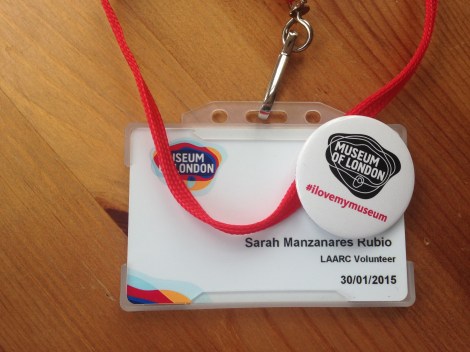 MUSEUM
OF LONDON
#ilovemymuseum
MUSEUM
OF LONDON
Sarah Manzanares Rubio
LAARC Volunteer
30/01/2015